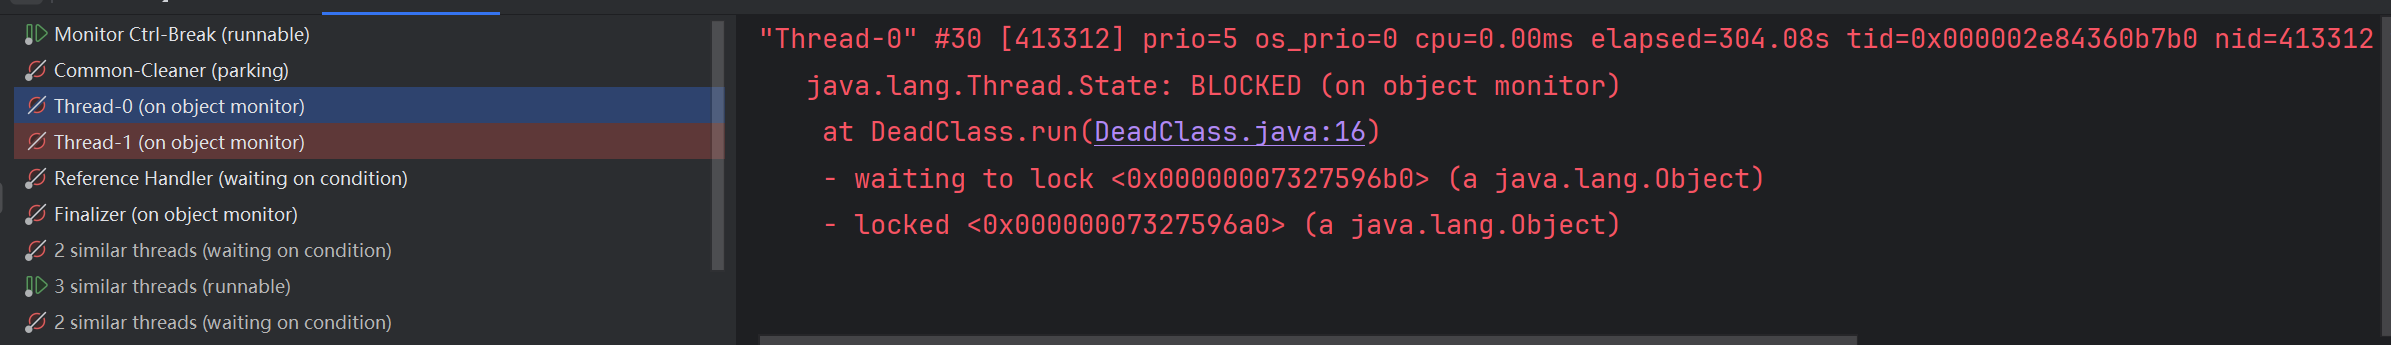 Monitor Ctrl-Break (runnable)
Common-Cleaner (parking)
Thread-0 (on object monitor)
Thread-1 (on object monitor)
Reference Handler (waiting on condition)
Finalizer (on object monitor)
2 similar threads (waiting on condition)
3 similar threads (runnable)
2 similar threads (waiting on condition)
"Thread-0" #30 [413312] prio=5 os_prio=0 cpu=0.00ms elapsed=304.08s tid=0x000002e84360b7b0 nid=413312
java.lang.Thread.State: BLOCKED (on object monitor)
at DeadClass.run(DeadClass.java:16)
- waiting to lock <0x00000007327596b0> (a java.lang.Object)
- locked <0x00000007327596a0> (a java.lang.Object)